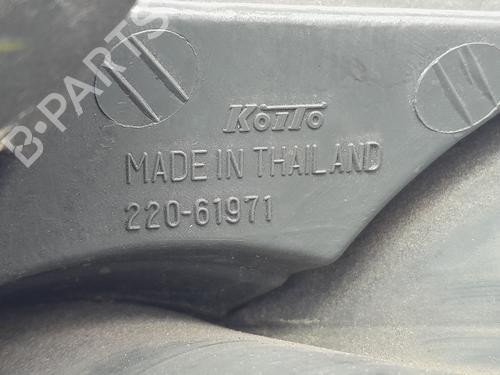 B-PARTS
KOITO
MADE IN THAILAND
220-61971